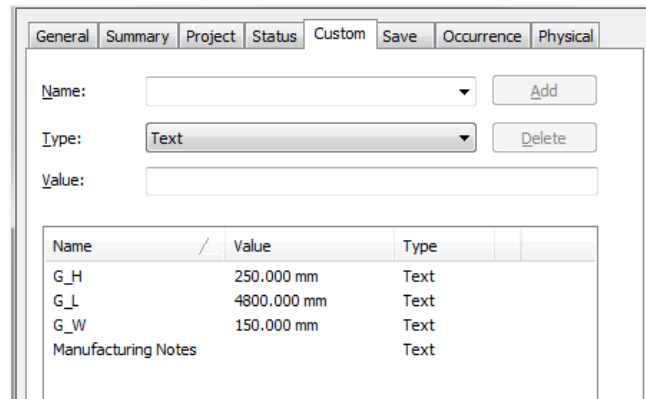 General Summary Project Status Custom Save Occurrence Physical
Name: Add
Type: Text Delete
Value:
Name Value Type
G_H 250.000 mm Text
G_L 4800.000 mm Text
G_W 150.000 mm Text
Manufacturing Notes Text